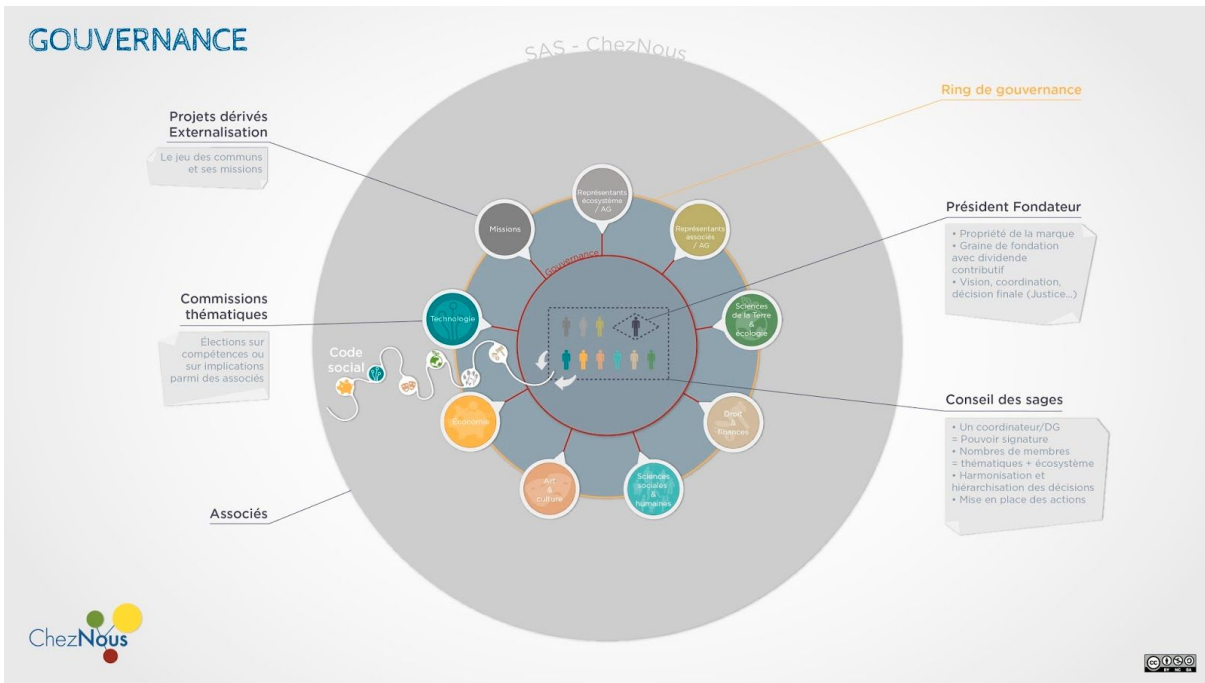 GOUVERNANCE
SAS - ChezNous
Ring de gouvernance
Projets dérivés
Externalisation
Le jeu des communs
et ses missions
Représentants
écosystème
/ AG
Missions
Représentants
associés
/ AG
Président Fondateur
• Propriété de la marque
• Graine de fondation
avec dividende
contributif
• Vision, coordination,
décision finale (Justice...)
Gouvernance
Commissions
thématiques
Élections sur
compétences ou
sur implications
parmi des associés
Technologie
Sciences
de la Terre
&
écologie
Code
social
Conseil des sages
• Un coordinateur/DG
= Pouvoir signature
• Nombres de membres
= thématiques + écosystème
• Harmonisation et
hiérarchisation des décisions
• Mise en place des actions
Économie
Droit
&
finances
Art
&
culture
Sciences
sociales
&
humaines
Associés
ChezNous
cc
BY NC SA